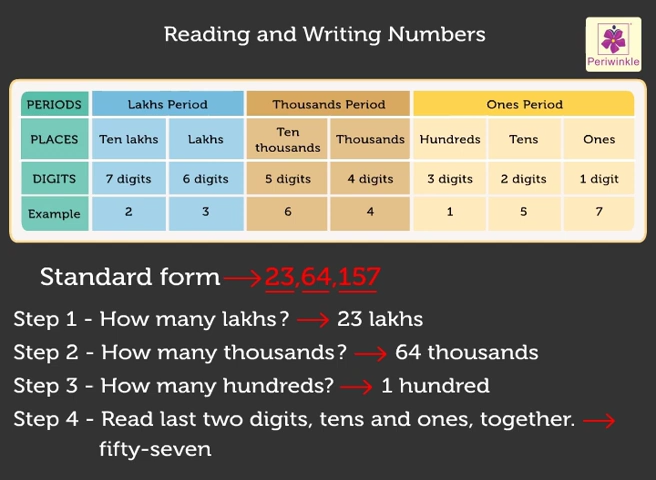 Reading and Writing Numbers
Periwinkle
PERIODS Lakhs Period Thousands Period Ones Period
PLACES Ten lakhs Lakhs Ten thousands Thousands Hundreds Tens Ones
DIGITS 7 digits 6 digits 5 digits 4 digits 3 digits 2 digits 1 digit
Example 2 3 6 4 1 5 7
Standard form → 23,64,157
Step 1 - How many lakhs? → 23 lakhs
Step 2 - How many thousands? → 64 thousands
Step 3 - How many hundreds? → 1 hundred
Step 4 - Read last two digits, tens and ones, together. →
fifty-seven